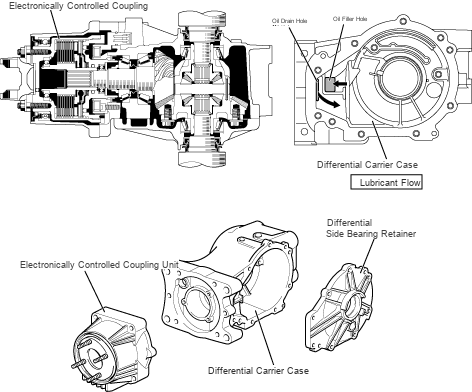 Electronically Controlled Coupling
Oil Drain Hole
Oil Filler Hole
Differential Carrier Case
Lubricant Flow
Differential
Side Bearing Retainer
Electronically Controlled Coupling Unit
Differential Carrier Case